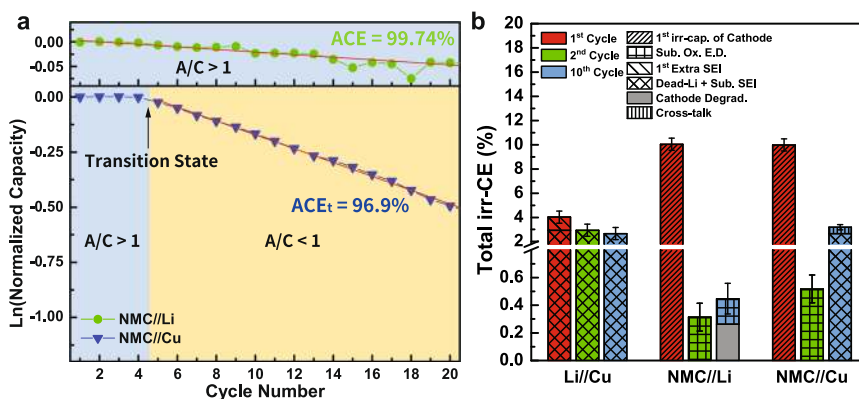 a
ACE = 99.74%
0.00
-0.05
A/C > 1
0.00
-0.25
-0.50
-0.75
-1.00
Ln(Normalized Capacity)
Transition State
ACEt = 96.9%
A/C > 1
A/C < 1
NMC//Li
NMC//Cu
2 4 6 8 10 12 14 16 18 20
Cycle Number
b
Total irr-CE (%)
20
18
16
14
12
10
8
6
4
2
0.6
0.4
0.2
0.0
1st Cycle
2nd Cycle
10th Cycle
1st irr-cap. of Cathode
Sub. Ox. E.D.
1st Extra SEI
Dead-Li + Sub. SEI
Cathode Degrad.
Cross-talk
Li//Cu NMC//Li NMC//Cu